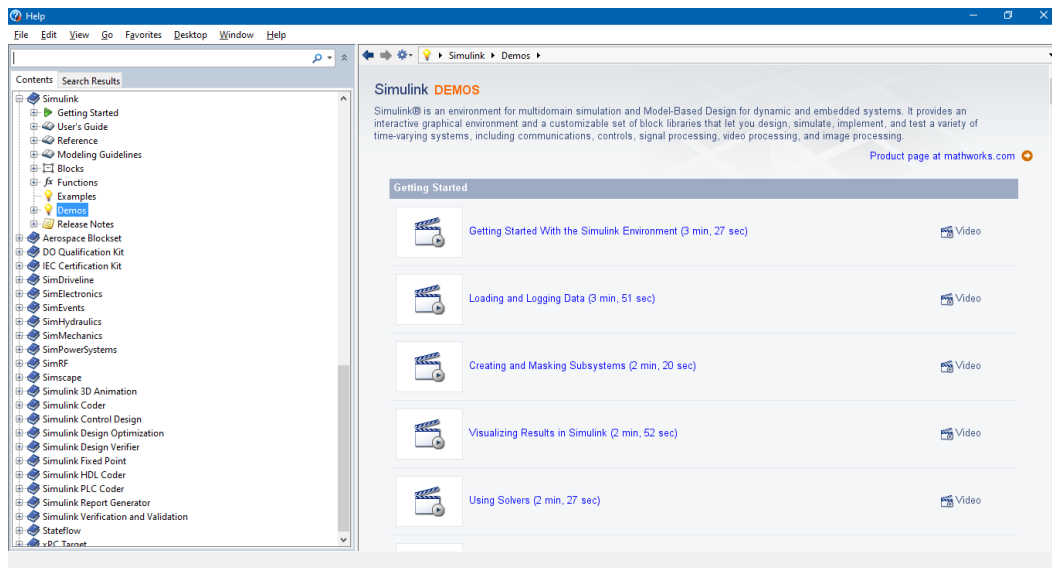 Help
File Edit View Go Favorites Desktop Window Help
Contents Search Results
Simulink
Getting Started
User's Guide
Reference
Modeling Guidelines
Blocks
fx Functions
Examples
Demos
Release Notes
Aerospace Blockset
DO Qualification Kit
IEC Certification Kit
SimDriveline
SimElectronics
SimEvents
SimHydraulics
SimMechanics
SimPowerSystems
SimRF
Simscape
Simulink 3D Animation
Simulink Coder
Simulink Control Design
Simulink Design Optimization
Simulink Design Verifier
Simulink Fixed Point
Simulink HDL Coder
Simulink PLC Coder
Simulink Report Generator
Simulink Verification and Validation
Stateflow
xPC Target
Simulink Demos
Simulink DEMOS
Simulink® is an environment for multidomain simulation and Model-Based Design for dynamic and embedded systems. It provides an
interactive graphical environment and a customizable set of block libraries that let you design, simulate, implement, and test a variety of
time-varying systems, including communications, controls, signal processing, video processing, and image processing.
Product page at mathworks.com
Getting Started
Getting Started With the Simulink Environment (3 min, 27 sec) Video
Loading and Logging Data (3 min, 51 sec) Video
Creating and Masking Subsystems (2 min, 20 sec) Video
Visualizing Results in Simulink (2 min, 52 sec) Video
Using Solvers (2 min, 27 sec) Video